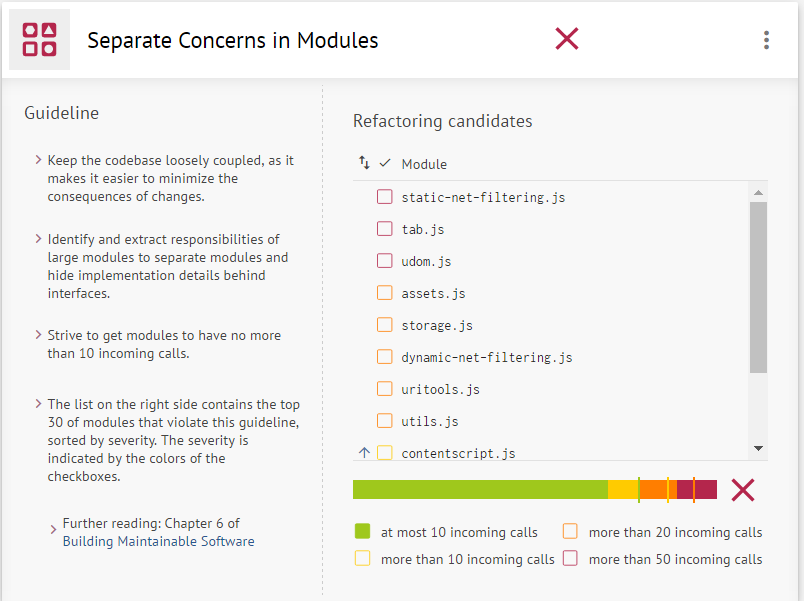 Separate Concerns in Modules
Guideline
Keep the codebase loosely coupled, as it
makes it easier to minimize the
consequences of changes.
Identify and extract responsibilities of
large modules to separate modules and
hide implementation details behind
interfaces.
Strive to get modules to have no more
than 10 incoming calls.
The list on the right side contains the top
30 of modules that violate this guideline,
sorted by severity. The severity is
indicated by the colors of the
checkboxes.
Further reading: Chapter 6 of
Building Maintainable Software
Refactoring candidates
Module
static-net-filtering.js
tab.js
udom.js
assets.js
storage.js
dynamic-net-filtering.js
uritools.js
utils.js
contentscript.js
at most 10 incoming calls
more than 20 incoming calls
more than 10 incoming calls
more than 50 incoming calls